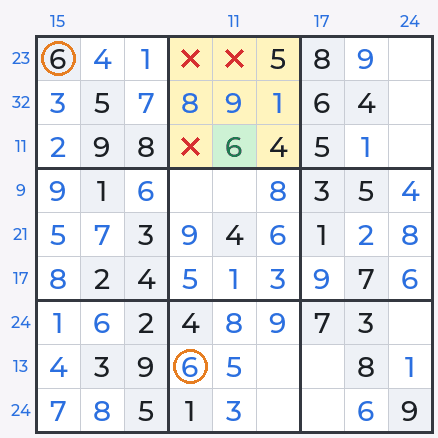 15 11 17 24
23 6 4 1 × × 5 8 9
32 3 5 7 8 9 1 6 4
11 2 9 8 × 6 4 5 1
9 9 1 6 8 3 5 4
21 5 7 3 9 4 6 1 2 8
17 8 2 4 5 1 3 9 7 6
24 1 6 2 4 8 9 7 3
13 4 3 9 6 5 8 1
24 7 8 5 1 3 6 9